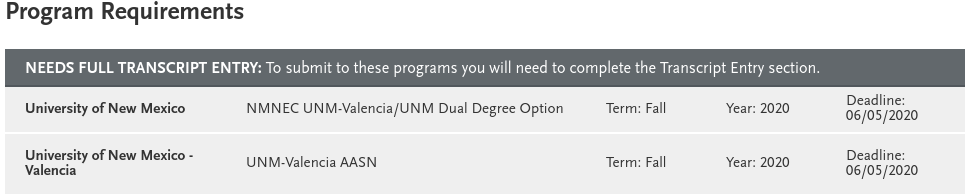 Program Requirements
NEEDS FULL TRANSCRIPT ENTRY: To submit to these programs you will need to complete the Transcript Entry section.
University of New Mexico NMNEC UNM-Valencia/UNM Dual Degree Option Term: Fall Year: 2020 Deadline:
06/05/2020
University of New Mexico - 
Valencia UNM-Valencia AASN Term: Fall Year: 2020 Deadline:
06/05/2020